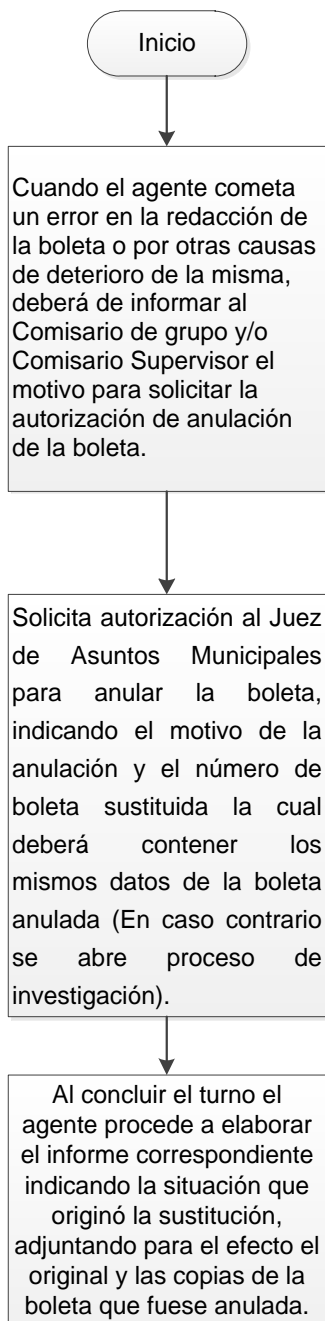 Inicio
Cuando el agente cometa
un error en la redacción de
la boleta o por otras causas
de deterioro de la misma,
deberá de informar al
Comisario de grupo y/o
Comisario Supervisor el
motivo para solicitar la
autorización de anulación
de la boleta.
Solicita autorización al Juez
de Asuntos Municipales
para anular la boleta,
indicando el motivo de la
anulación y el número de
boleta sustituida la cual
deberá contener los
mismos datos de la boleta
anulada (En caso contrario
se abre proceso de
investigación).
Al concluir el turno el
agente procede a elaborar
el informe correspondiente
indicando la situación que
originó la sustitución,
adjuntando para el efecto el
original y las copias de la
boleta que fuese anulada.